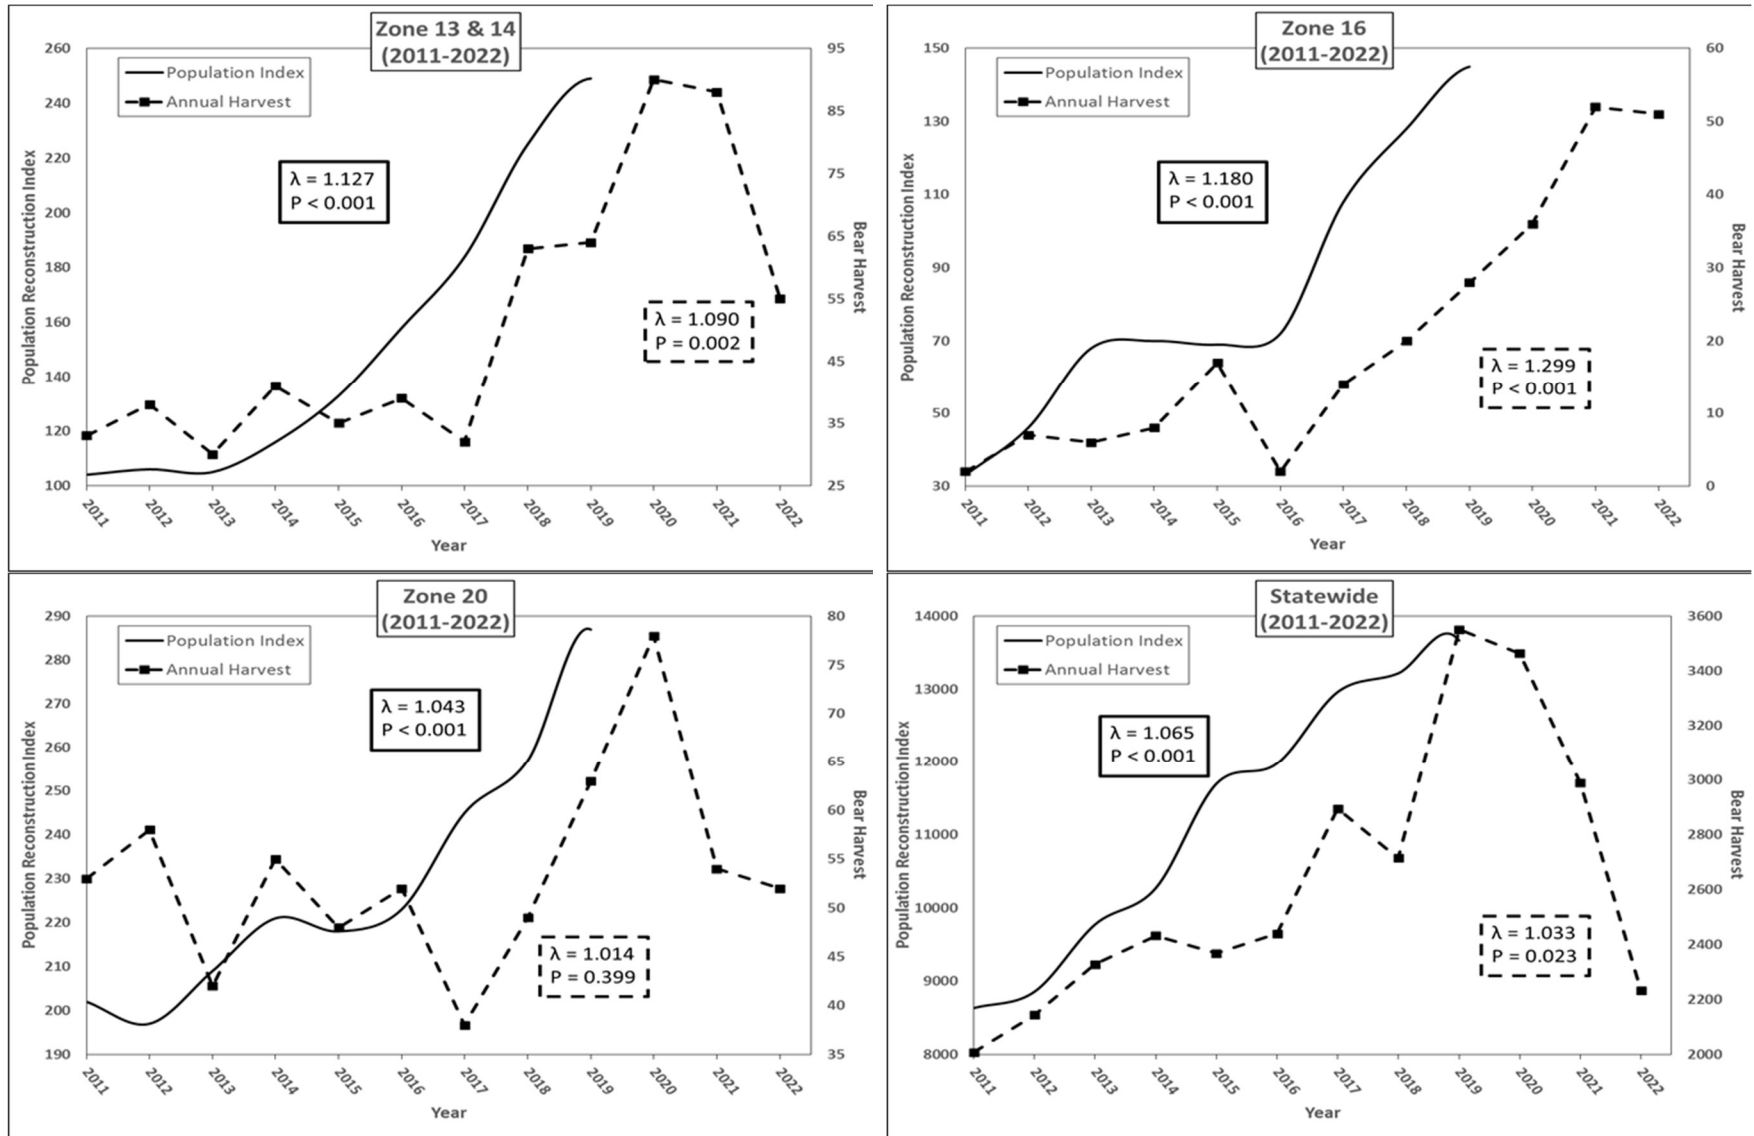 Zone 13 & 14
(2011-2022)
Population Index
Annual Harvest
λ = 1.127
P < 0.001
λ = 1.090
P = 0.002
Population Reconstruction Index
260
240
220
200
180
160
140
120
100
95
85
75
65
55
45
35
25
Bear Harvest
2011 2012 2013 2014 2015 2016 2017 2018 2019 2020 2021 2022
Year
Zone 16
(2011-2022)
Population Index
Annual Harvest
λ = 1.180
P < 0.001
λ = 1.299
P < 0.001
Population Reconstruction Index
150
130
110
90
70
50
30
60
50
40
30
20
10
0
Bear Harvest
2011 2012 2013 2014 2015 2016 2017 2018 2019 2020 2021 2022
Year
Zone 20
(2011-2022)
Population Index
Annual Harvest
λ = 1.043
P < 0.001
λ = 1.014
P = 0.399
Population Reconstruction Index
290
280
270
260
250
240
230
220
210
200
190
80
75
70
65
60
55
50
45
40
35
Bear Harvest
2011 2012 2013 2014 2015 2016 2017 2018 2019 2020 2021 2022
Year
Statewide
(2011-2022)
Population Index
Annual Harvest
λ = 1.065
P < 0.001
λ = 1.033
P = 0.023
Population Reconstruction Index
14000
13000
12000
11000
10000
9000
8000
3600
3400
3200
3000
2800
2600
2400
2200
2000
Bear Harvest
2011 2012 2013 2014 2015 2016 2017 2018 2019 2020 2021 2022
Year